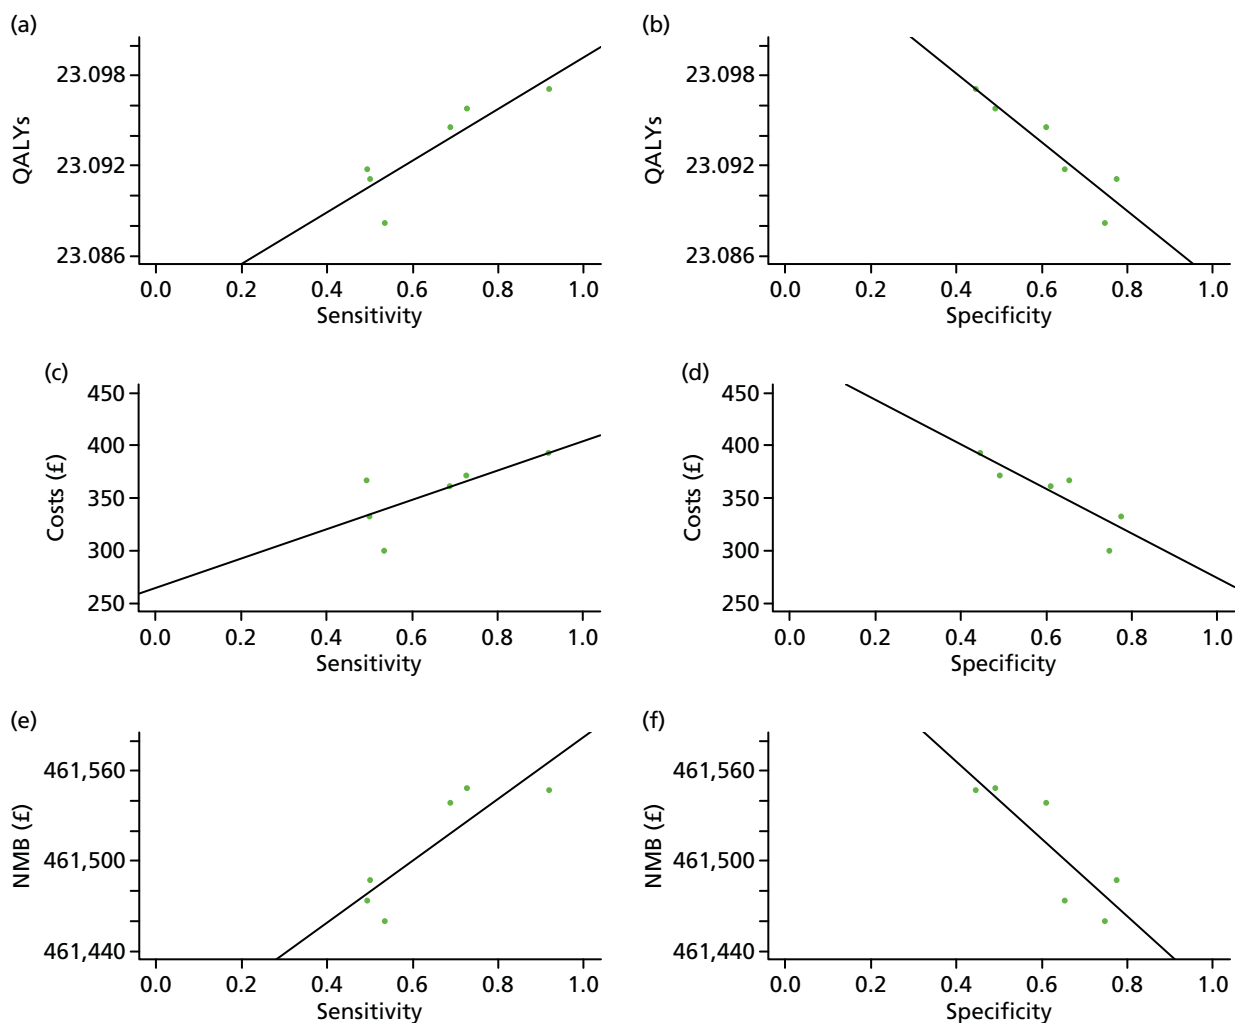 (a)
23.098
23.092
23.086
QALYs
0.0 0.2 0.4 0.6 0.8 1.0
Sensitivity
(b)
23.098
23.092
23.086
QALYs
0.0 0.2 0.4 0.6 0.8 1.0
Specificity
(c)
450
400
350
300
250
Costs (£)
0.0 0.2 0.4 0.6 0.8 1.0
Sensitivity
(d)
450
400
350
300
250
Costs (£)
0.0 0.2 0.4 0.6 0.8 1.0
Specificity
(e)
461,560
461,500
461,440
NMB (£)
0.0 0.2 0.4 0.6 0.8 1.0
Sensitivity
(f)
461,560
461,500
461,440
NMB (£)
0.0 0.2 0.4 0.6 0.8 1.0
Specificity